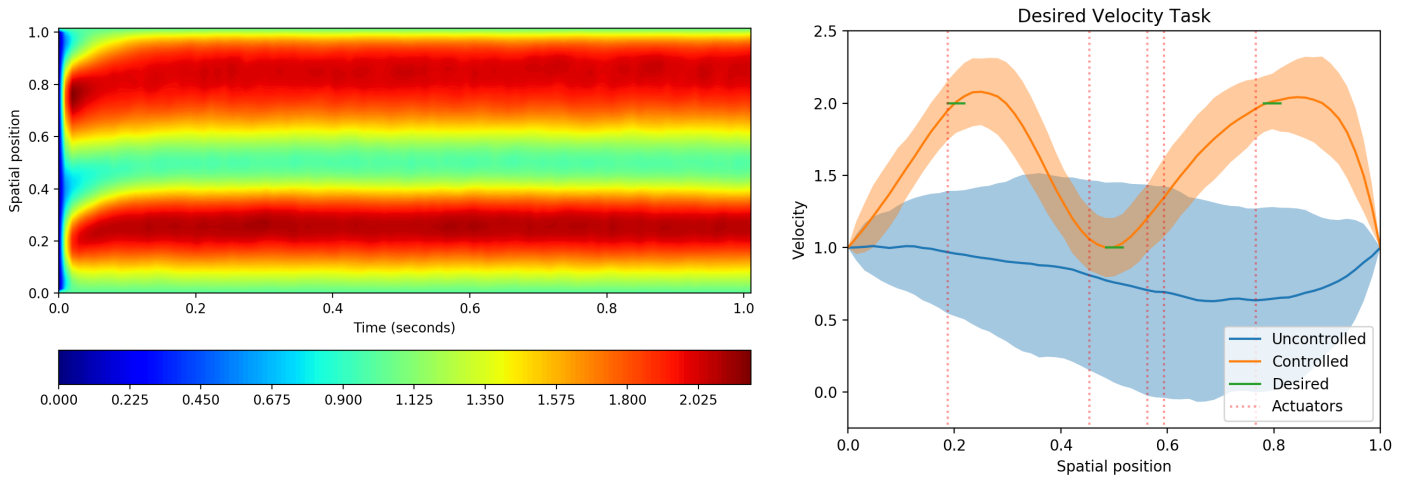 1.0
0.8
0.6
0.4
0.2
0.0
Spatial position
0.0 0.2 0.4 0.6 0.8 1.0
Time (seconds)
0.000 0.225 0.450 0.675 0.900 1.125 1.350 1.575 1.800 2.025
Desired Velocity Task
2.5
2.0
1.5
1.0
0.5
0.0
Velocity
Uncontrolled
Controlled
Desired
Actuators
0.0 0.2 0.4 0.6 0.8 1.0
Spatial position